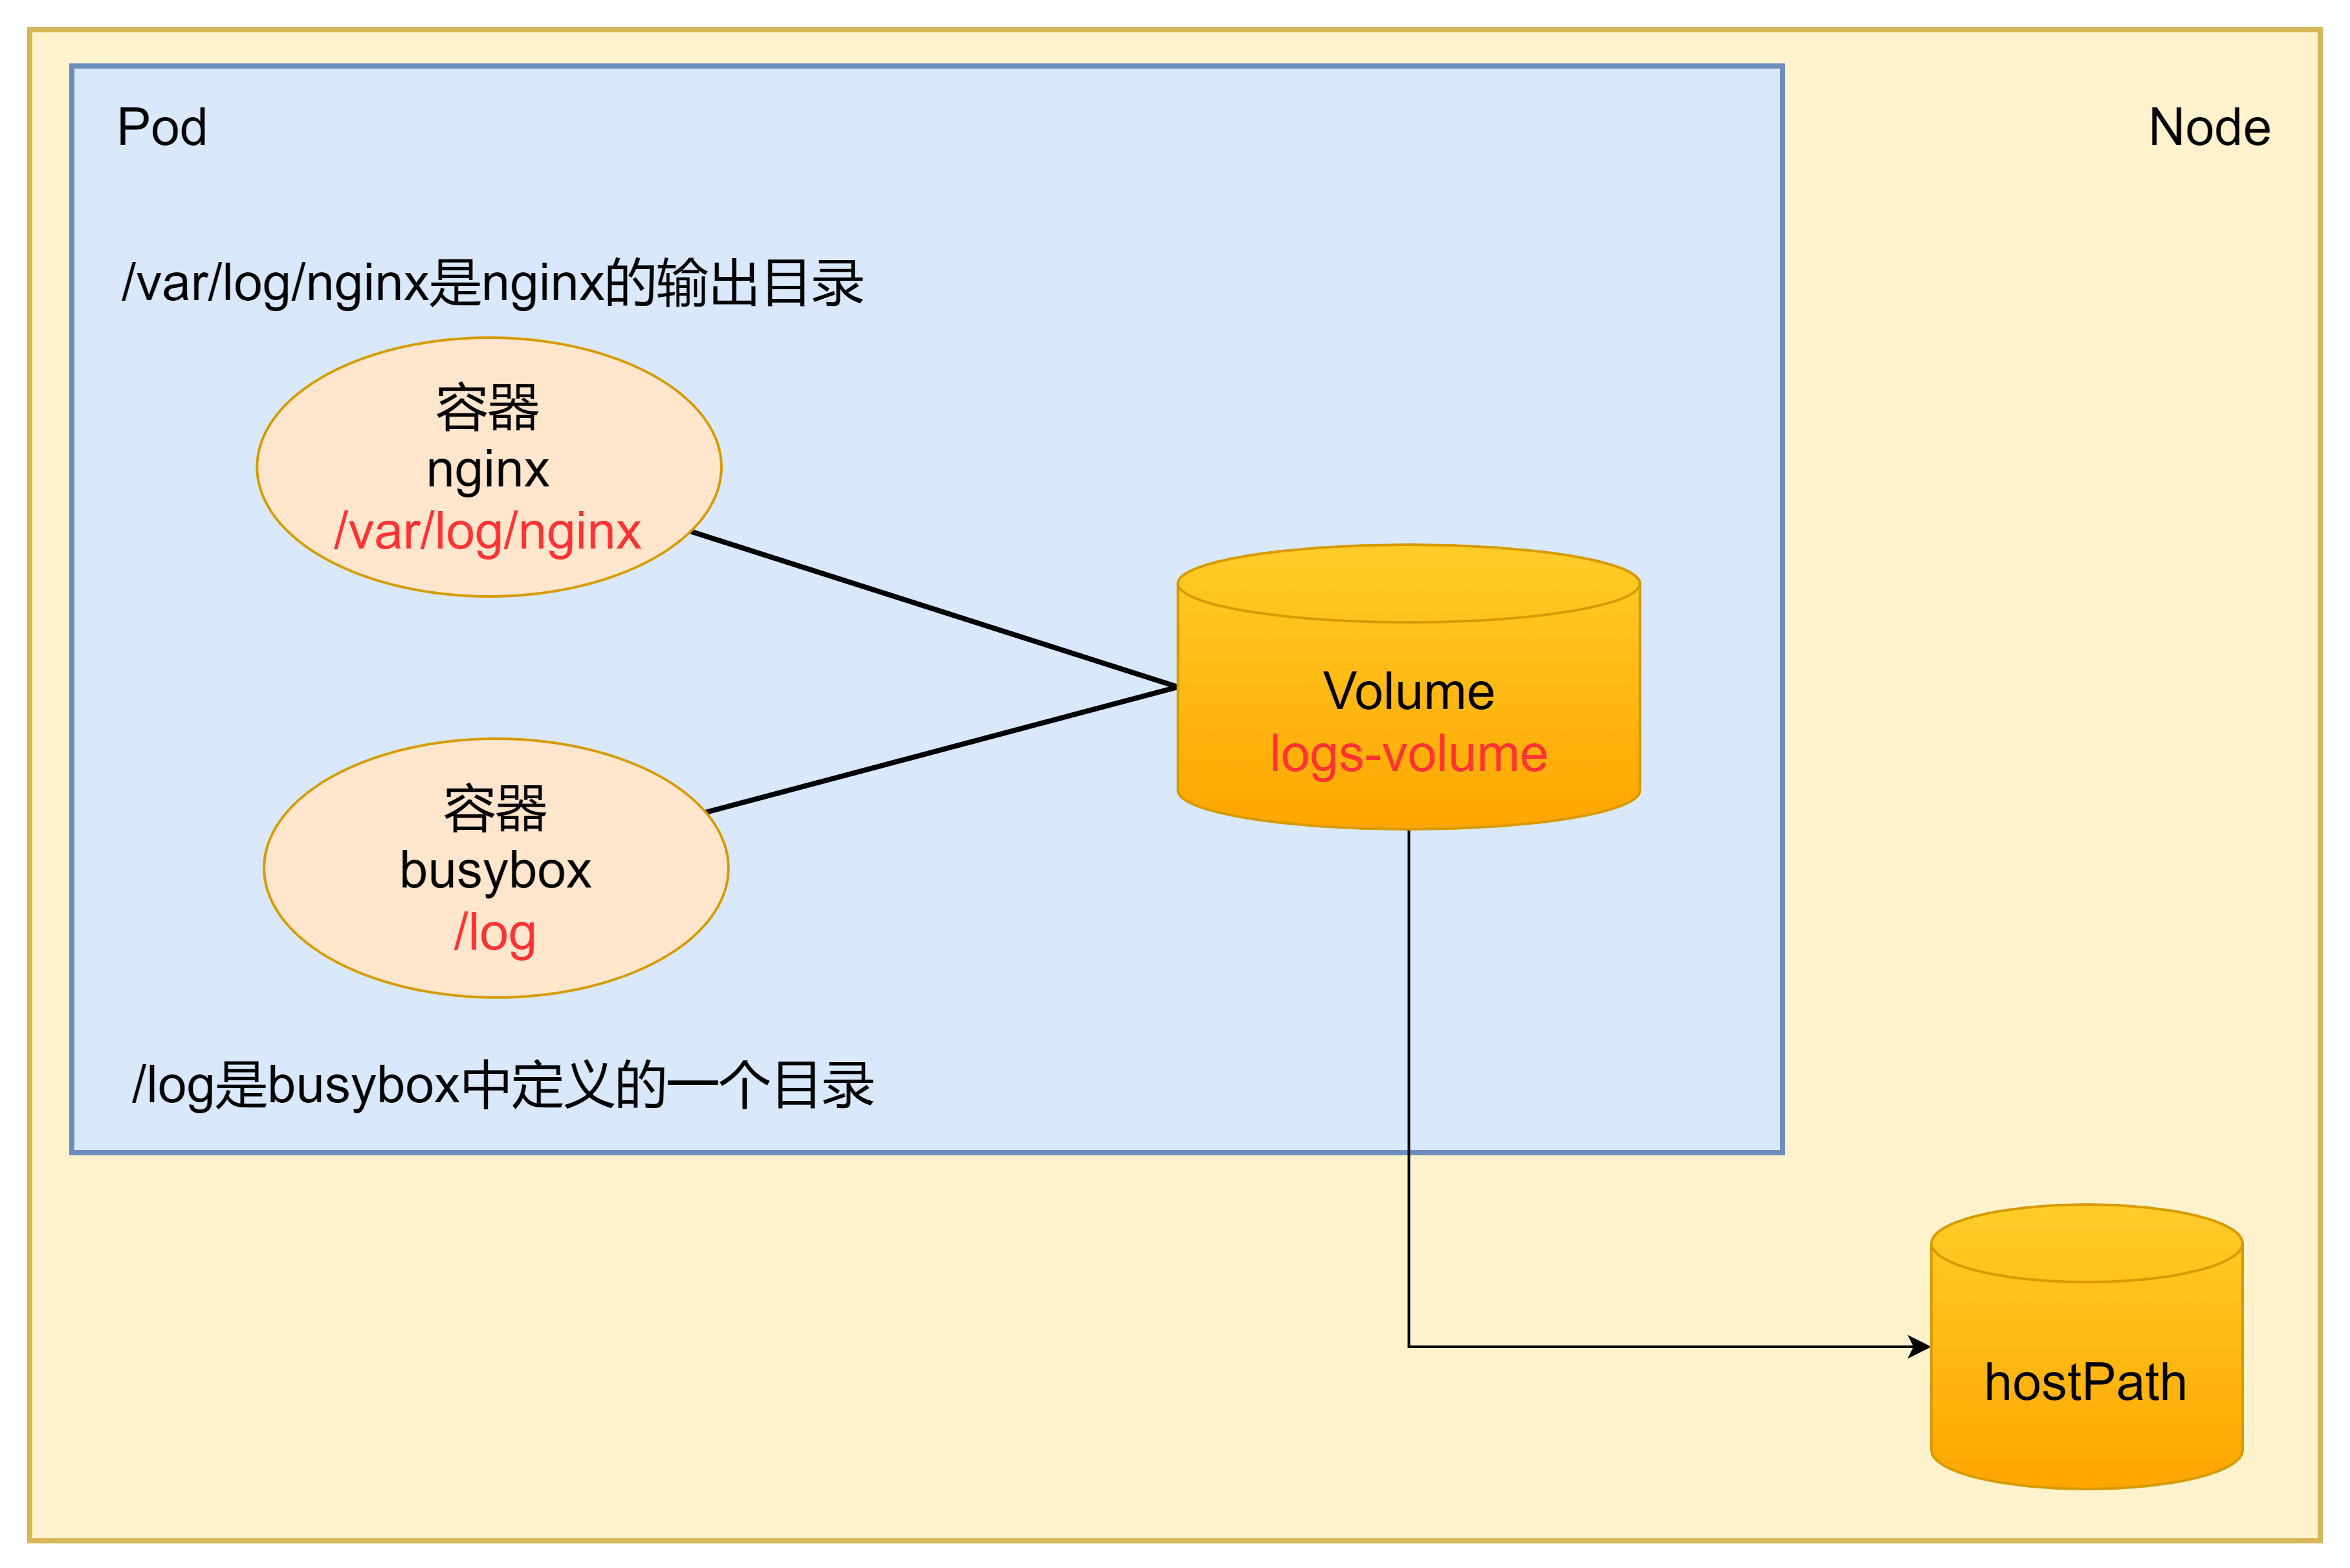 Pod
Node
/var/log/nginx是nginx的输出目录
容器
nginx
/var/log/nginx
Volume
logs-volume
容器
busybox
/log
/log是busybox中定义的一个目录
hostPath